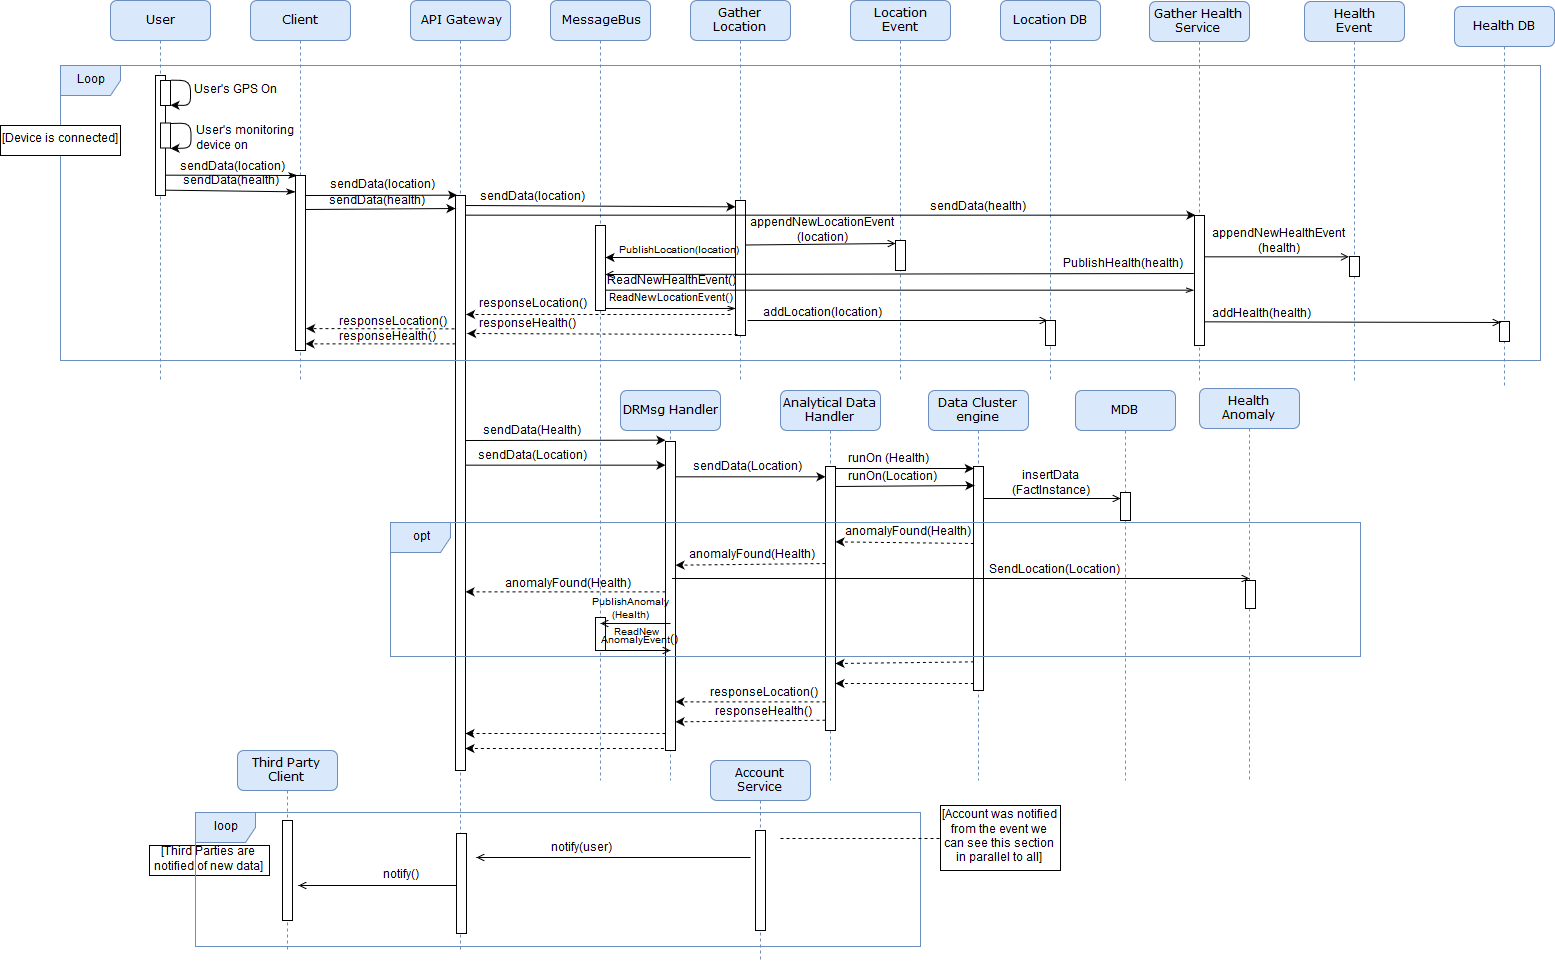 User
Client
API Gateway
MessageBus
Gather
Location
Location
Event
Location DB
Gather Health
Service
Health
Event
Health DB
Loop
User's GPS On
[Device is connected]
User's monitoring
device on
sendData(location)
sendData(health)
sendData(location)
sendData(health)
sendData(location)
sendData(health)
appendNewLocationEvent
(location)
appendNewHealthEvent
(health)
PublishLocation(location)
PublishHealth(health)
ReadNewHealthEvent()
ReadNewLocationEvent()
responseLocation()
addLocation(location)
addHealth(health)
responseLocation()
responseHealth()
responseHealth()
DRMsg Handler
Analytical Data
Handler
Data Cluster
engine
MDB
Health
Anomaly
sendData(Health)
sendData(Location)
sendData(Location)
runOn (Health)
runOn(Location)
insertData
(FactInstance)
opt
anomalyFound(Health)
anomalyFound(Health)
SendLocation(Location)
anomalyFound(Health)
PublishAnomaly
(Health)
ReadNew
AnomalyEvent()
responseLocation()
responseHealth()
Third Party
Client
Account
Service
loop
[Third Parties are
notified of new data]
[Account was notified
from the event we
can see this section
in parallel to all]
notify(user)
notify()